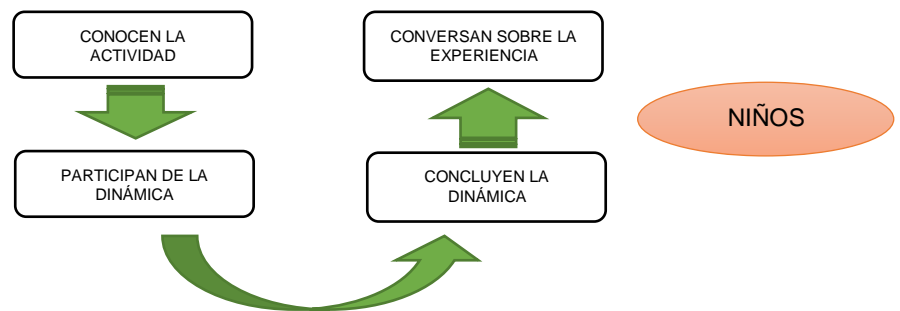 CONOCEN LA
ACTIVIDAD
PARTICIPAN DE LA
DINÁMICA
CONCLUYEN LA
DINÁMICA
CONVERSAN SOBRE LA
EXPERIENCIA
NIÑOS